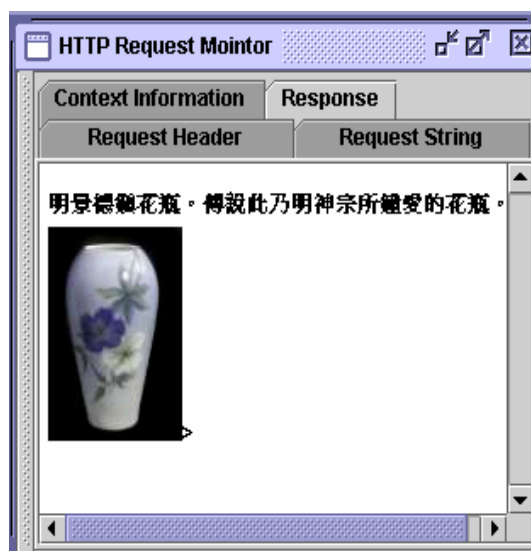 HTTP Request Mointor
Context Information
Response
Request Header
Request String
明景德鎮花瓶。傳說此乃明神宗所鍾愛的花瓶。
>